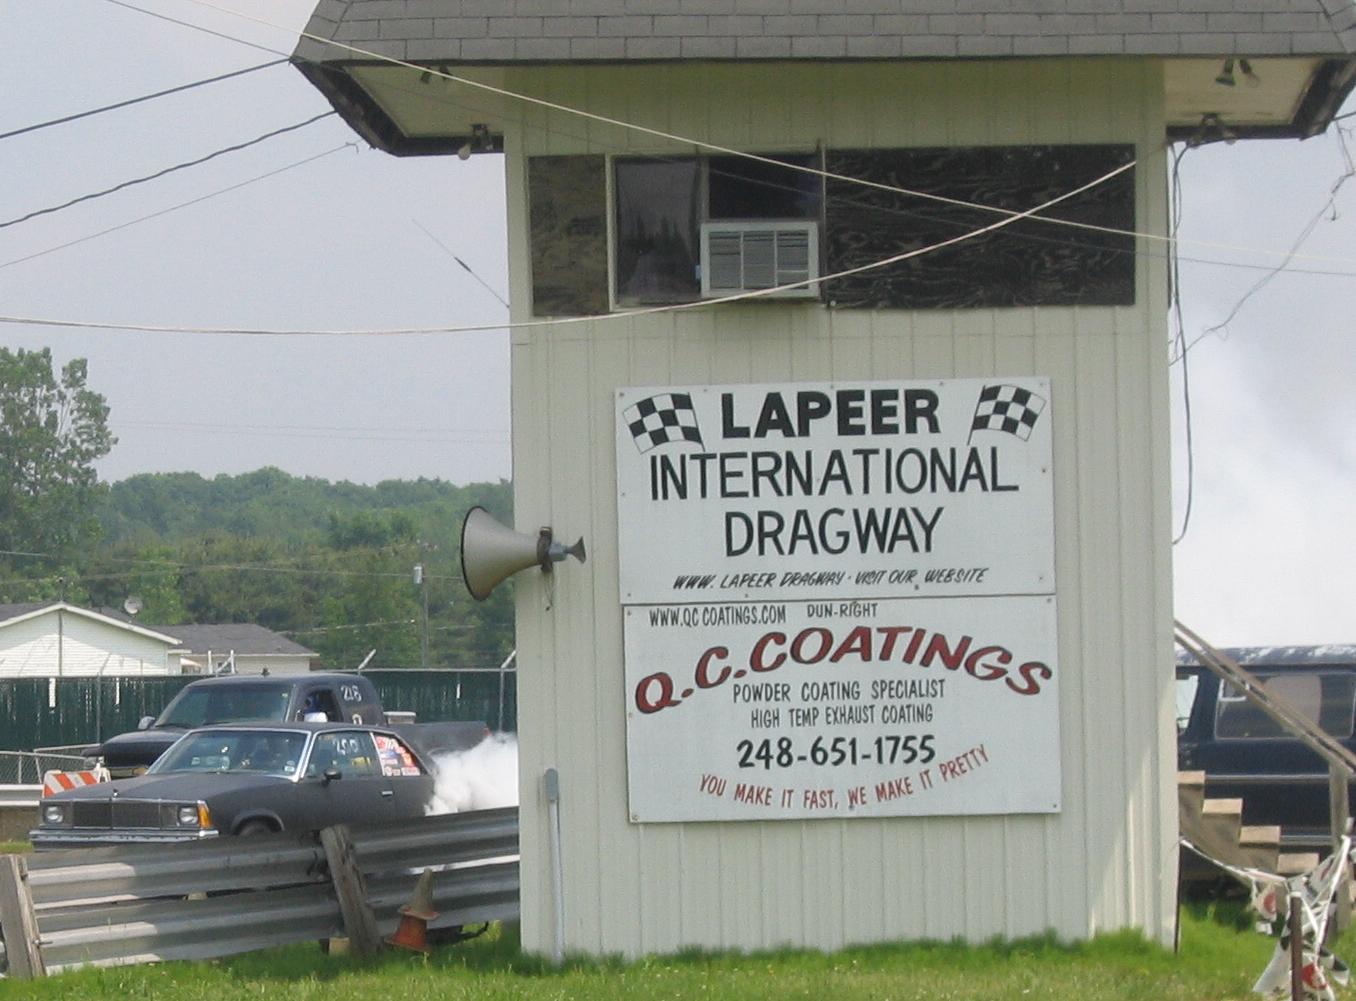 LAPEER
INTERNATIONAL
DRAGWAY
WWW. LAPEER DRAGWAY - VISIT OUR WEBSITE
WWW.QC COATINGS.COM DUN-RIGHT
Q.C. COATINGS
POWDER COATING SPECIALIST
HIGH TEMP EXHAUST COATING
248-651-1755
YOU MAKE IT FAST, WE MAKE IT PRETTY